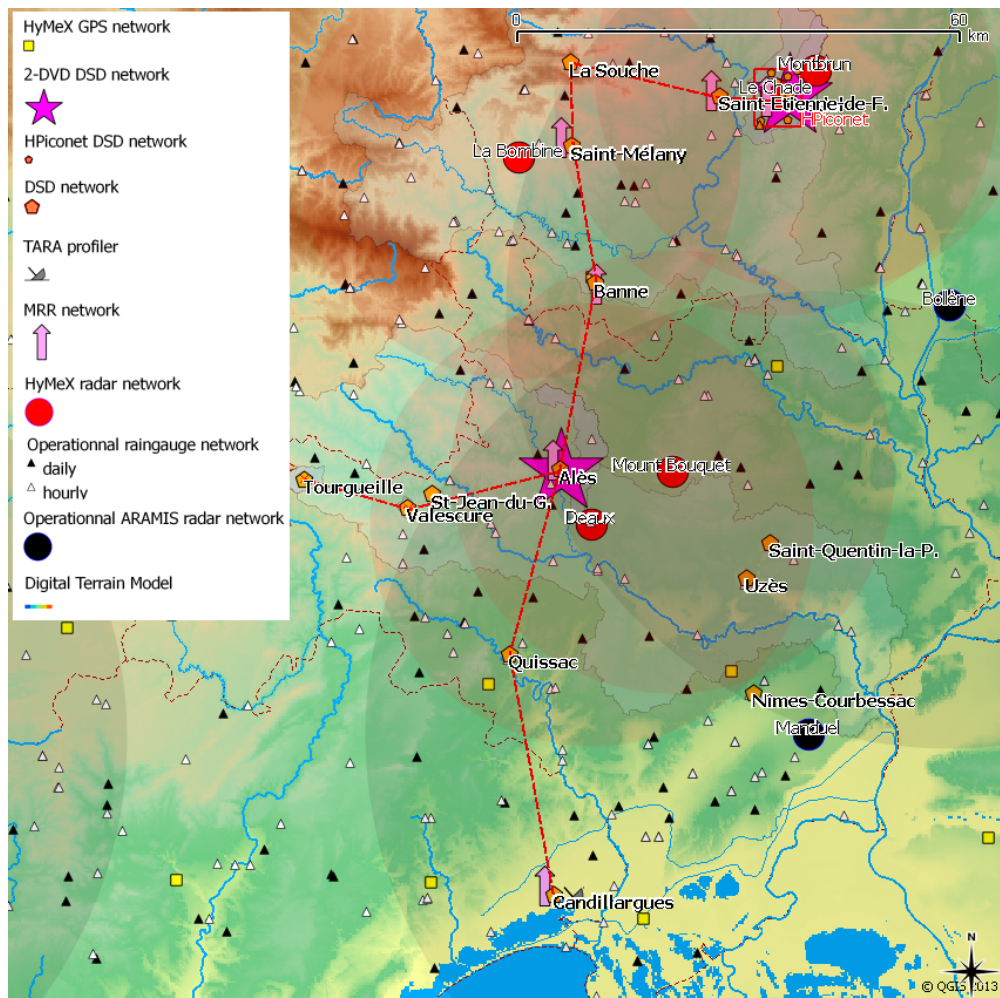 HyMeX GPS network
2-DVD DSD network
HPiconet DSD network
DSD network
TARA profiler
MRR network
HyMeX radar network
Operationnal raingauge network
daily
hourly
Operationnal ARAMIS radar network
Digital Terrain Model
0 60
km
La Souche
Montbrun
Le Chade
Saint-Etienne de F.
HPiconet
La Bombine
Saint-Mélany
Banne
Bolène
Mount Bouquet
Alès
Tourgueille
St-Jean-du-G.
Valescure
Deaux
Saint-Quentin-la-P.
Uzès
Quissac
Nîmes-Courbessac
Manduel
Candillargues
N
© QGIS 2013